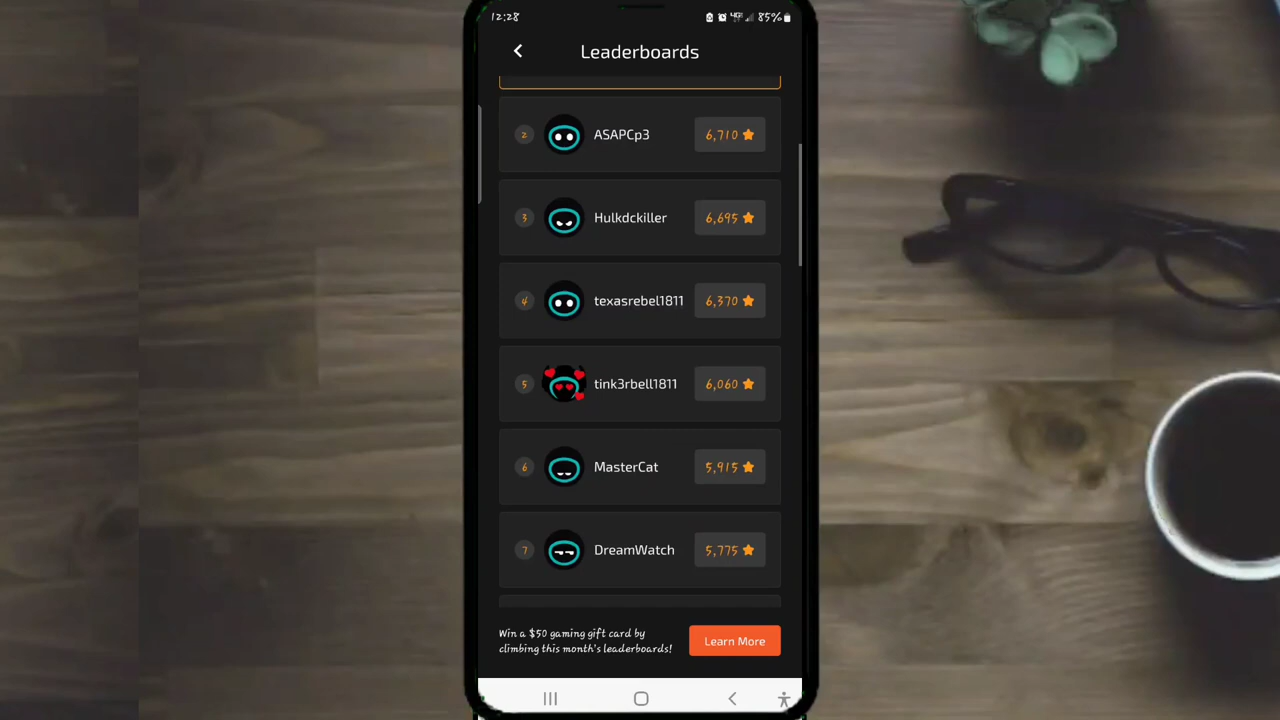 12:28
85%
Leaderboards
2 ASAPCp3 6,710
3 Hulkdckiller 6,695
4 texasrebel1811 6,370
5 tink3rbell1811 6,060
6 MasterCat 5,915
7 DreamWatch 5,775
Win a $50 gaming gift card by
climbing this month's leaderboards!
Learn More